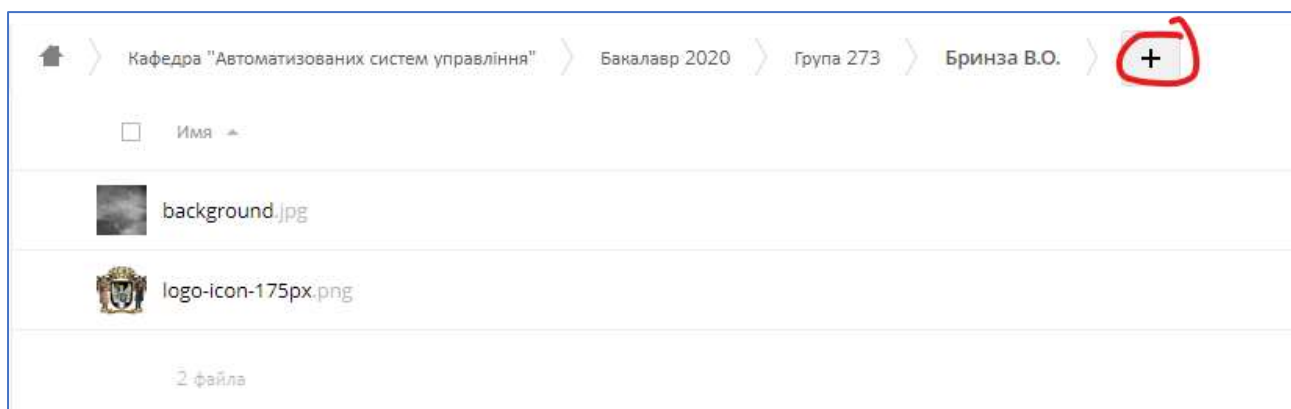 Кафедра "Автоматизованих систем управління" Бакалавр 2020 Група 273 Бринза В.О. +
Имя
background.jpg
logo-icon-175px.png
2 файла